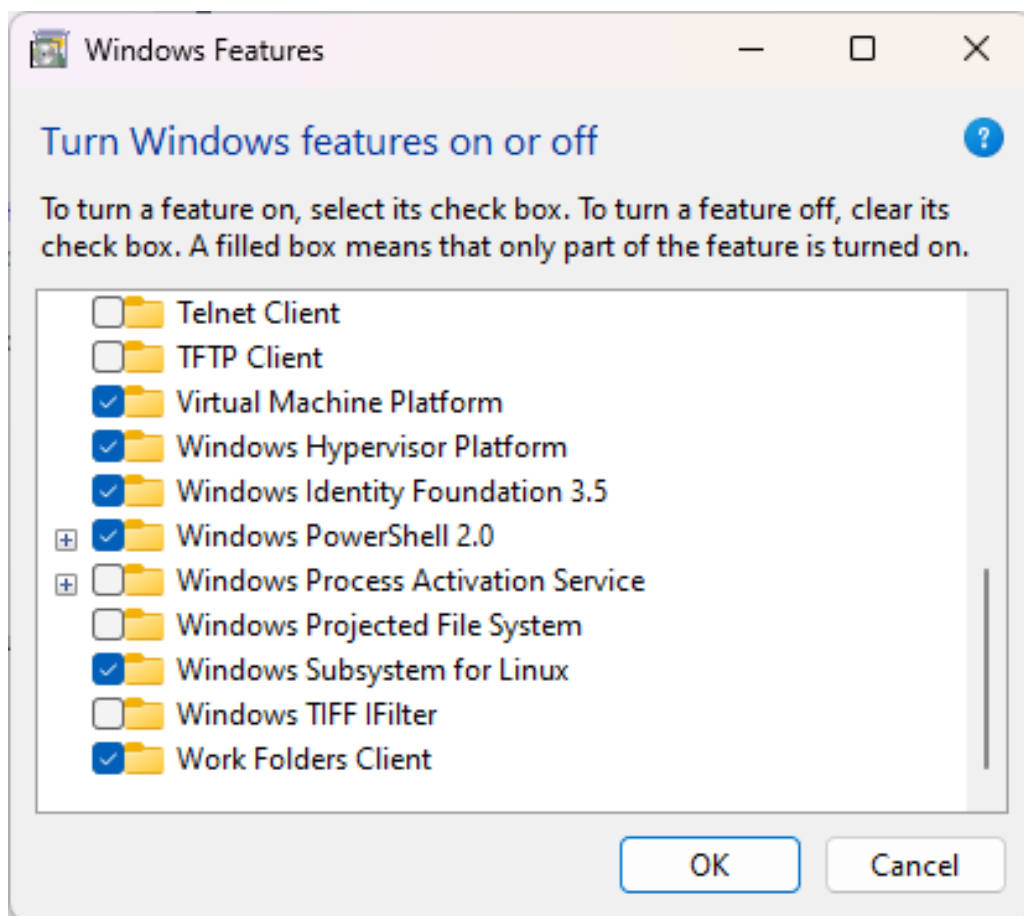 Windows Features
Turn Windows features on or off
?
To turn a feature on, select its check box. To turn a feature off, clear its
check box. A filled box means that only part of the feature is turned on.
Telnet Client
TFTP Client
Virtual Machine Platform
Windows Hypervisor Platform
Windows Identity Foundation 3.5
Windows PowerShell 2.0
Windows Process Activation Service
Windows Projected File System
Windows Subsystem for Linux
Windows TIFF IFilter
Work Folders Client
OK
Cancel